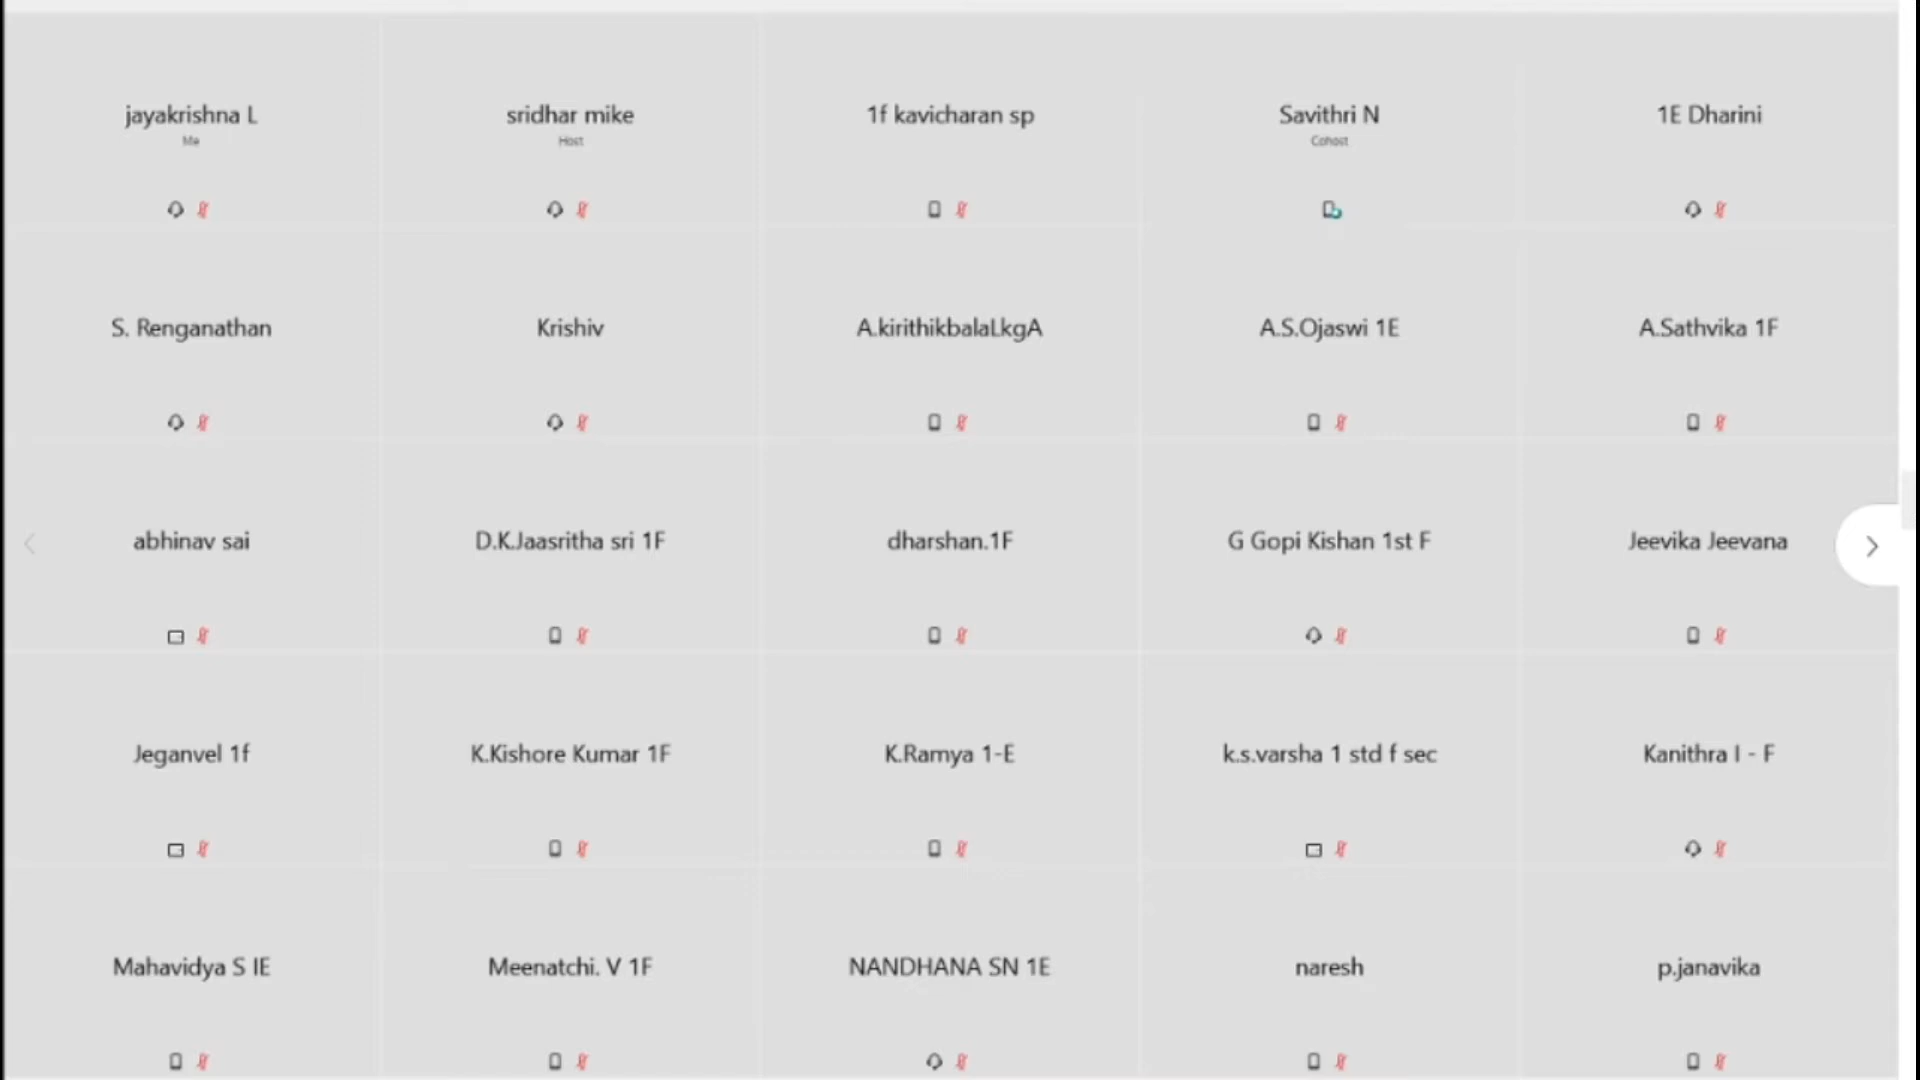 jayakrishna L
Me
sridhar mike
Host
1f kavicharan sp
Savithri N
Cohost
1E Dharini
S. Renganathan
Krishiv
A.kirithikbalaLkgA
A.S.Ojaswi 1E
A.Sathvika 1F
abhinav sai
D.K.Jaasritha sri 1F
dharshan.1F
G Gopi Kishan 1st F
Jeevika Jeevana
Jeganvel 1f
K.Kishore Kumar 1F
K.Ramya 1-E
k.s.varsha 1 std f sec
Kanithra I - F
Mahavidya S IE
Meenatchi. V 1F
NANDHANA SN 1E
naresh
p.janavika